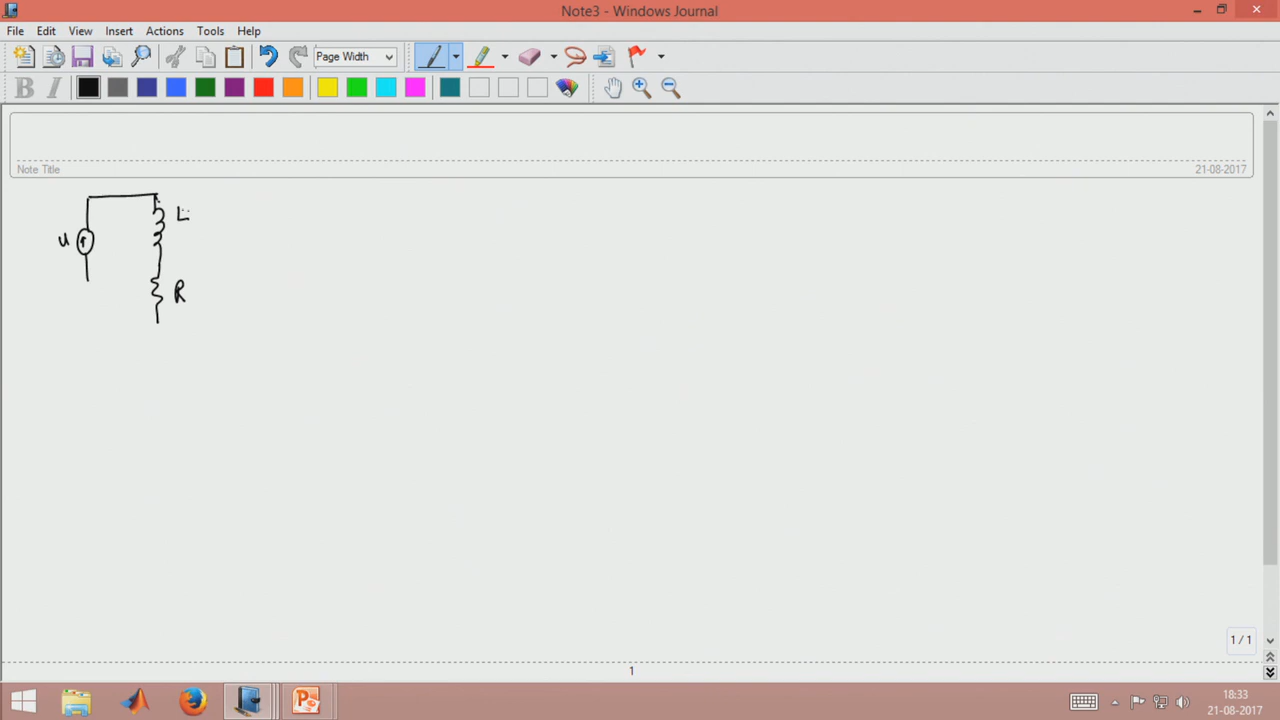 Note3 - Windows Journal
File Edit View Insert Actions Tools Help
Page Width
B I
Note Title 21-08-2017
L
u
R
1 / 1
1
18:33
21-08-2017